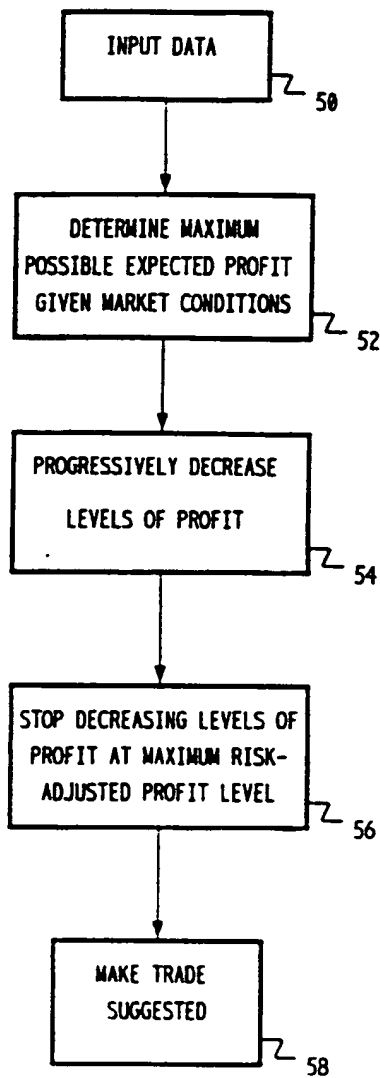 INPUT DATA
50
DETERMINE MAXIMUM
POSSIBLE EXPECTED PROFIT
GIVEN MARKET CONDITIONS
52
PROGRESSIVELY DECREASE
LEVELS OF PROFIT
54
STOP DECREASING LEVELS OF
PROFIT AT MAXIMUM RISK-
ADJUSTED PROFIT LEVEL
56
MAKE TRADE
SUGGESTED
58